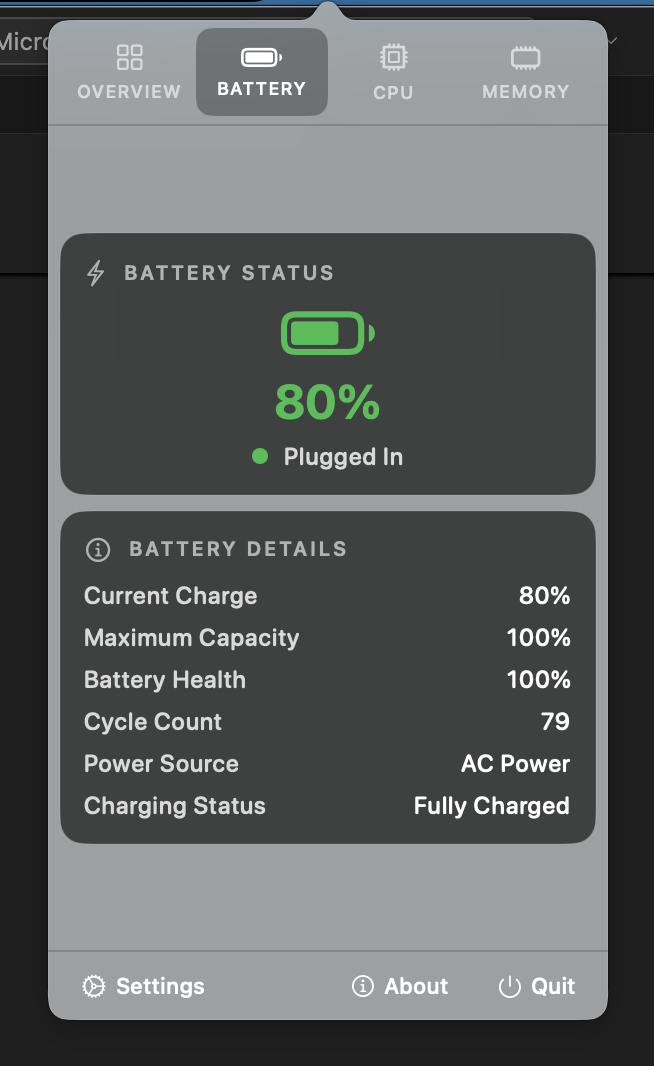 Micro
OVERVIEW BATTERY CPU MEMORY
BATTERY STATUS
80%
Plugged In
BATTERY DETAILS
Current Charge 80%
Maximum Capacity 100%
Battery Health 100%
Cycle Count 79
Power Source AC Power
Charging Status Fully Charged
Settings About Quit